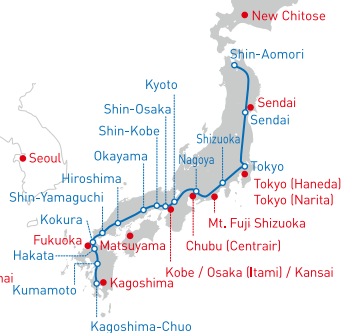 New Chitose
Shin-Aomori
Kyoto
Sendai
Shin-Osaka
Sendai
Shin-Kobe
Shizuoka
Okayama
Nagoya
Seoul
Tokyo
Hiroshima
Tokyo (Haneda)
Shin-Yamaguchi
Tokyo (Narita)
Kokura
Mt. Fuji Shizuoka
Fukuoka
Matsuyama
Chubu (Centrair)
Hakata
Kobe / Osaka (Itami) / Kansai
hai
Kumamoto
Kagoshima
Kagoshima-Chuo